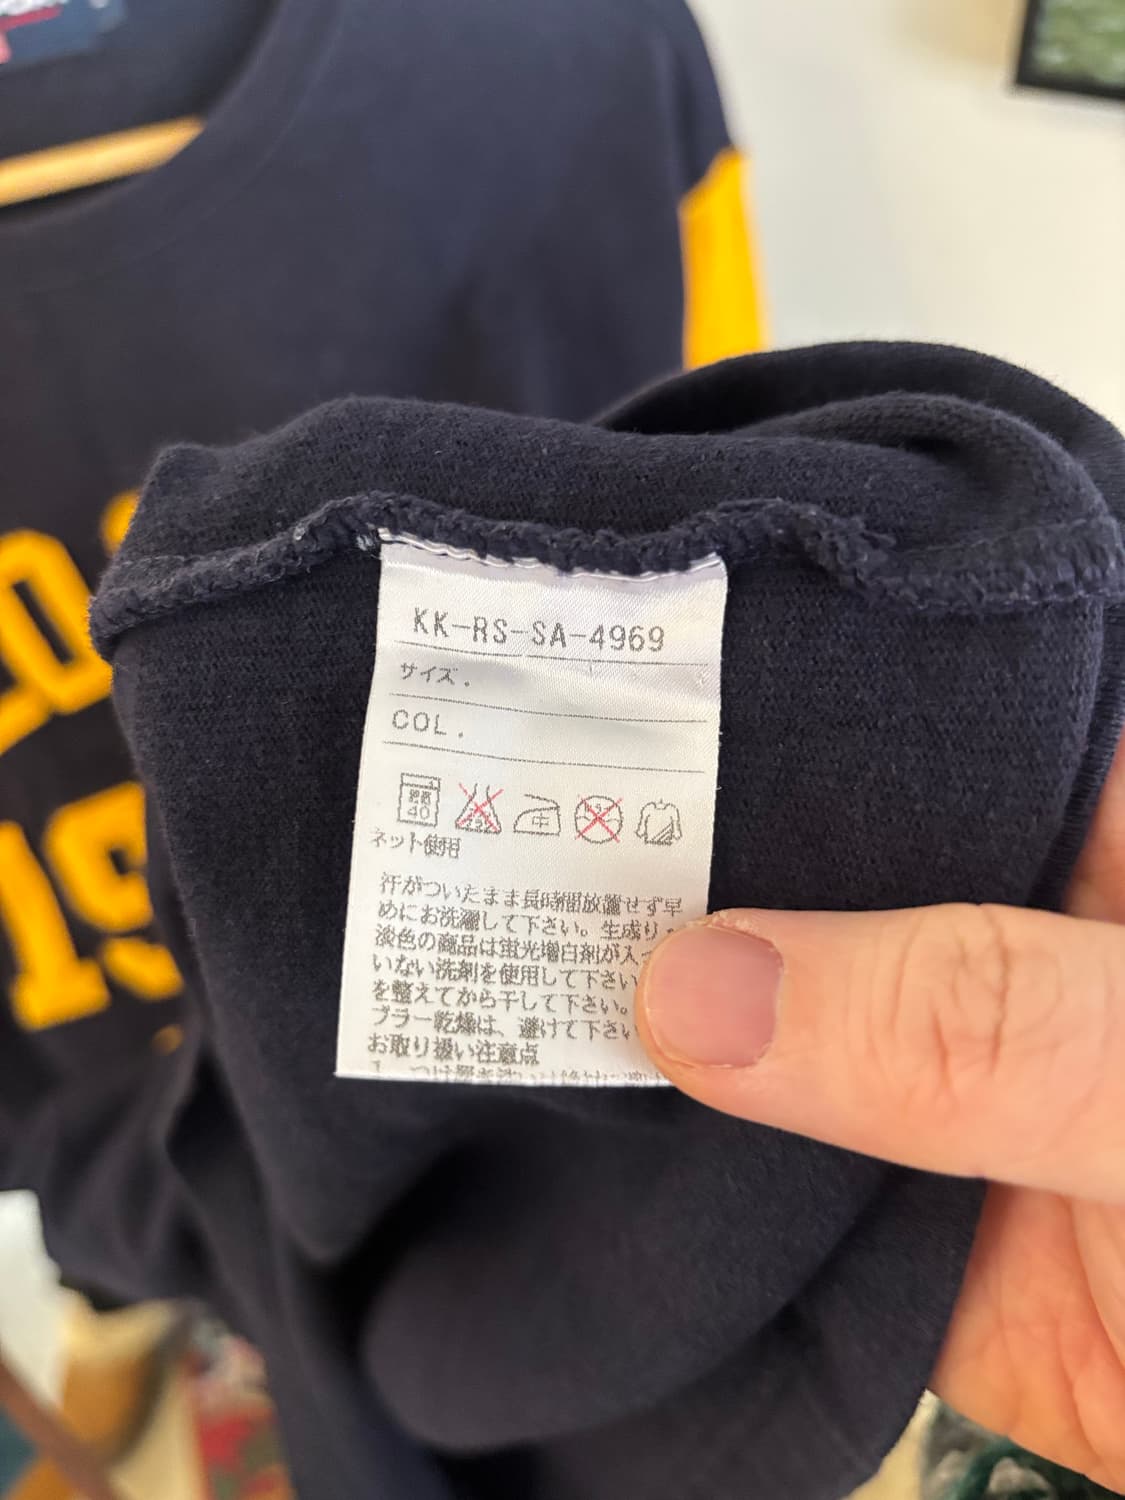 KK-RS-SA-4969
サイズ.
COL.
40
ネット使用
汗がついたまま長時間放置せず早
めにお洗濯して下さい。生成り・
淡色の商品は蛍光増白剤が入っ
いない洗剤を使用して下さい
を整えてから干して下さい。
ブラー乾燥は、避けて下さい
お取り扱い注意点